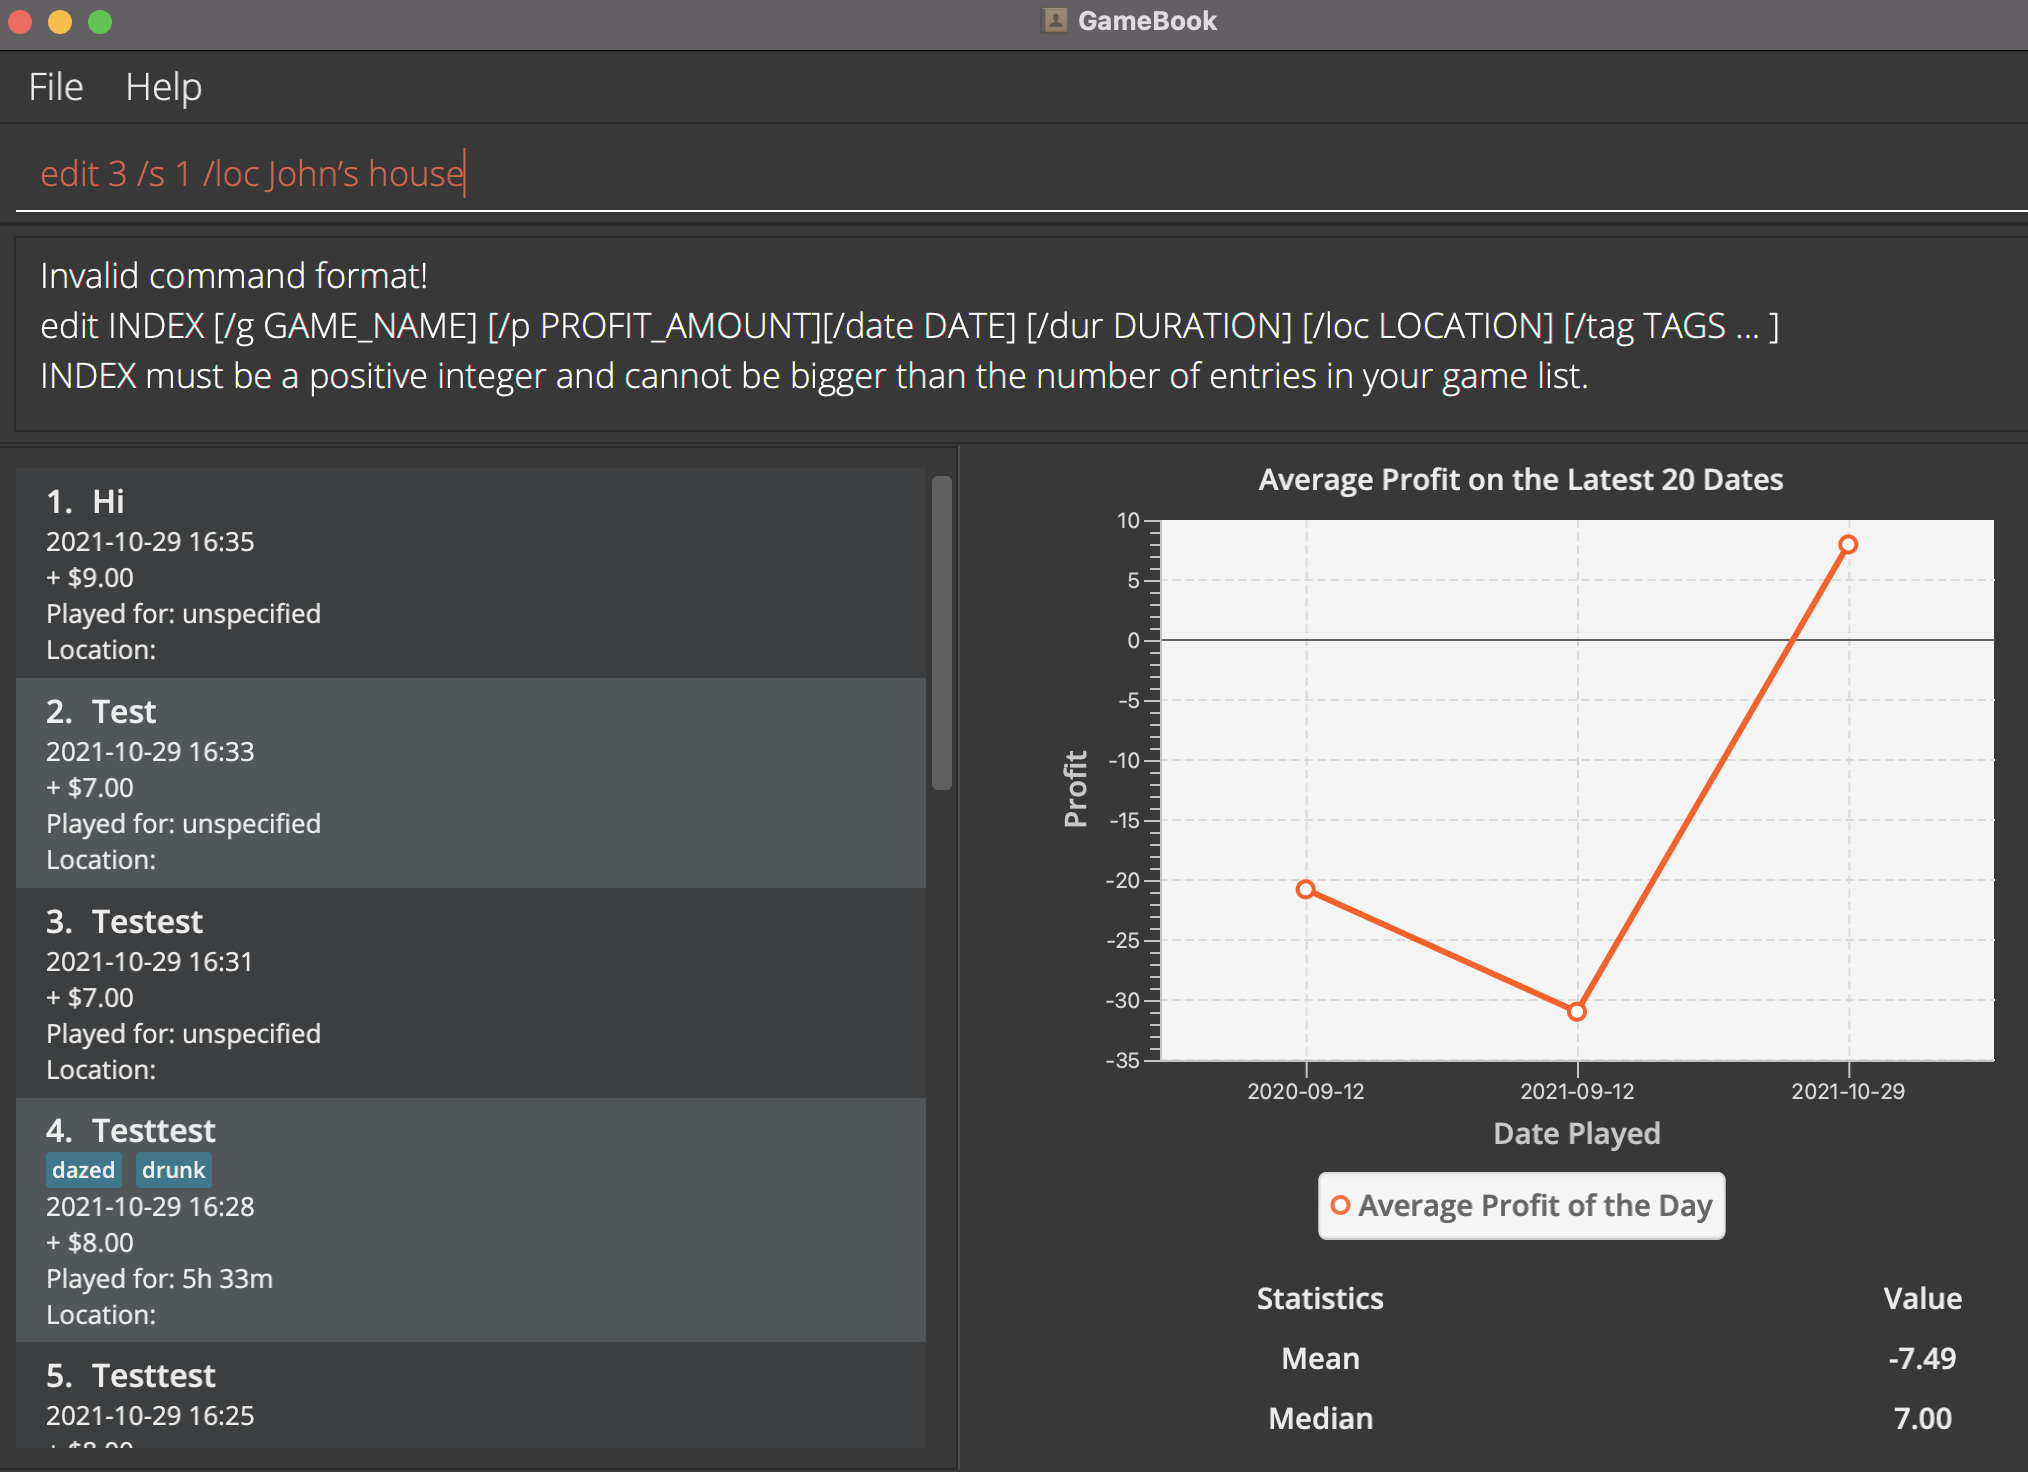 GameBook
File Help
edit 3 /s 1 /loc John’s house
Invalid command format!
edit INDEX [/g GAME_NAME] [/p PROFIT_AMOUNT][/date DATE] [/dur DURATION] [/loc LOCATION] [/tag TAGS ... ]
INDEX must be a positive integer and cannot be bigger than the number of entries in your game list.
1. Hi
2021-10-29 16:35
+ $9.00
Played for: unspecified
Location:
2. Test
2021-10-29 16:33
+ $7.00
Played for: unspecified
Location:
3. Testest
2021-10-29 16:31
+ $7.00
Played for: unspecified
Location:
4. Testtest
dazed drunk
2021-10-29 16:28
+ $8.00
Played for: 5h 33m
Location:
5. Testtest
2021-10-29 16:25
Average Profit on the Latest 20 Dates
10
5
0
-5
-10
-15
-20
-25
-30
-35
Profit
2020-09-12 2021-09-12 2021-10-29
Date Played
Average Profit of the Day
Statistics Value
Mean -7.49
Median 7.00